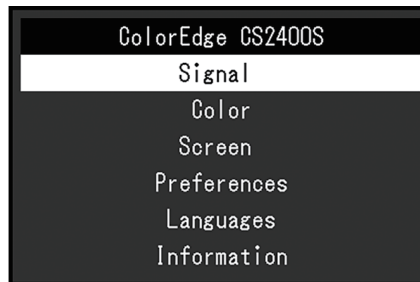 ColorEdge CS2400S
Signal
Color
Screen
Preferences
Languages
Information